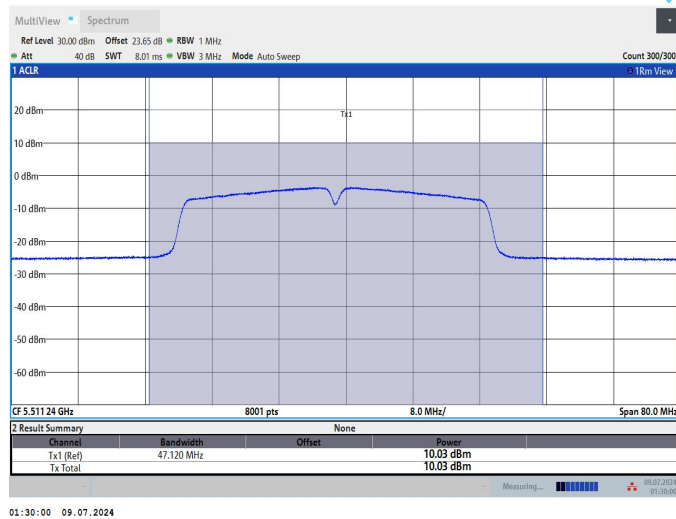 MultiView Spectrum
Ref Level 30.00 dBm Offset 23.65 dB RBW 1 MHz
Att 40 dB SWT 8.01 ms VBW 3 MHz Mode Auto Sweep Count 300/300
1 ACLR 1Rm View
Tx1
20 dBm
10 dBm
0 dBm
-10 dBm
-20 dBm
-30 dBm
-40 dBm
-50 dBm
-60 dBm
CF 5.511 24 GHz 8001 pts 8.0 MHz/ Span 80.0 MHz
2 Result Summary None
Channel Bandwidth Offset Power
Tx1 (Ref) 47.120 MHz 10.03 dBm
Tx Total 10.03 dBm
Measuring... 09.07.2024
01:30:00
01:30:00 09.07.2024